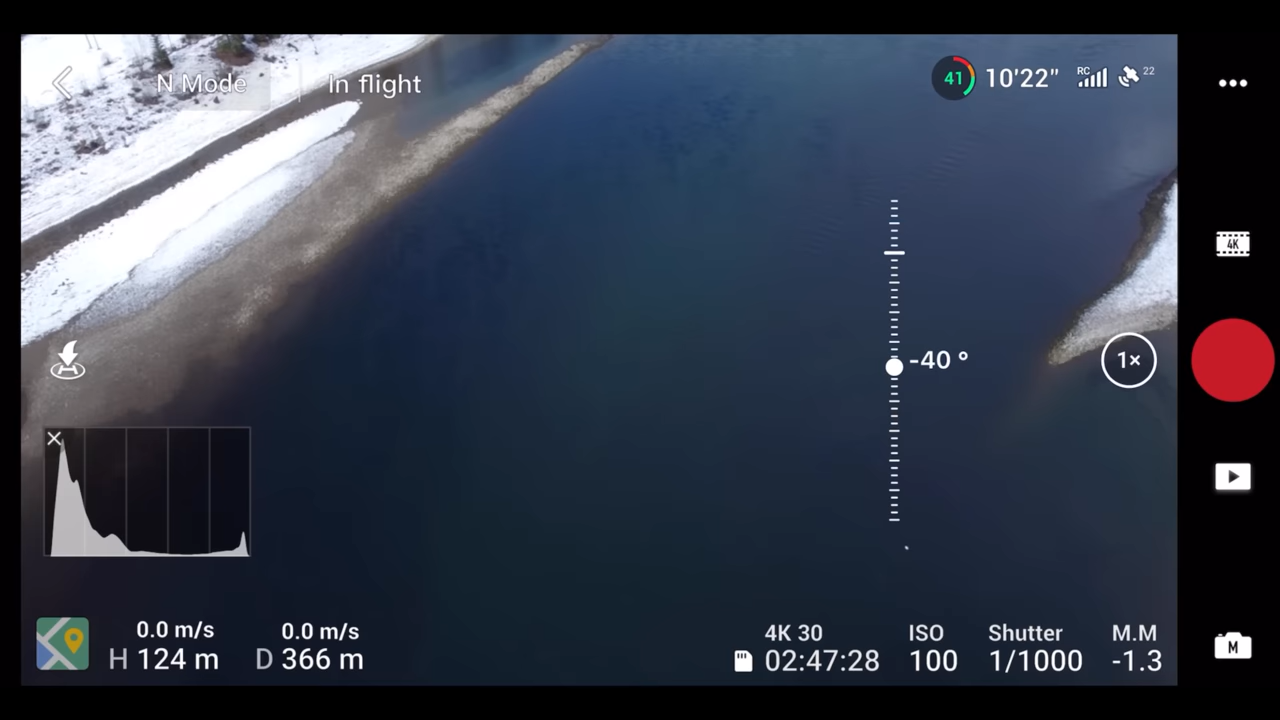 N Mode
In flight
41
10'22"
RC
22
•••
4K
-40 °
1×
0.0 m/s
0.0 m/s
H 124 m
D 366 m
4K 30
ISO
Shutter
M.M
02:47:28
100
1/1000
-1.3
M